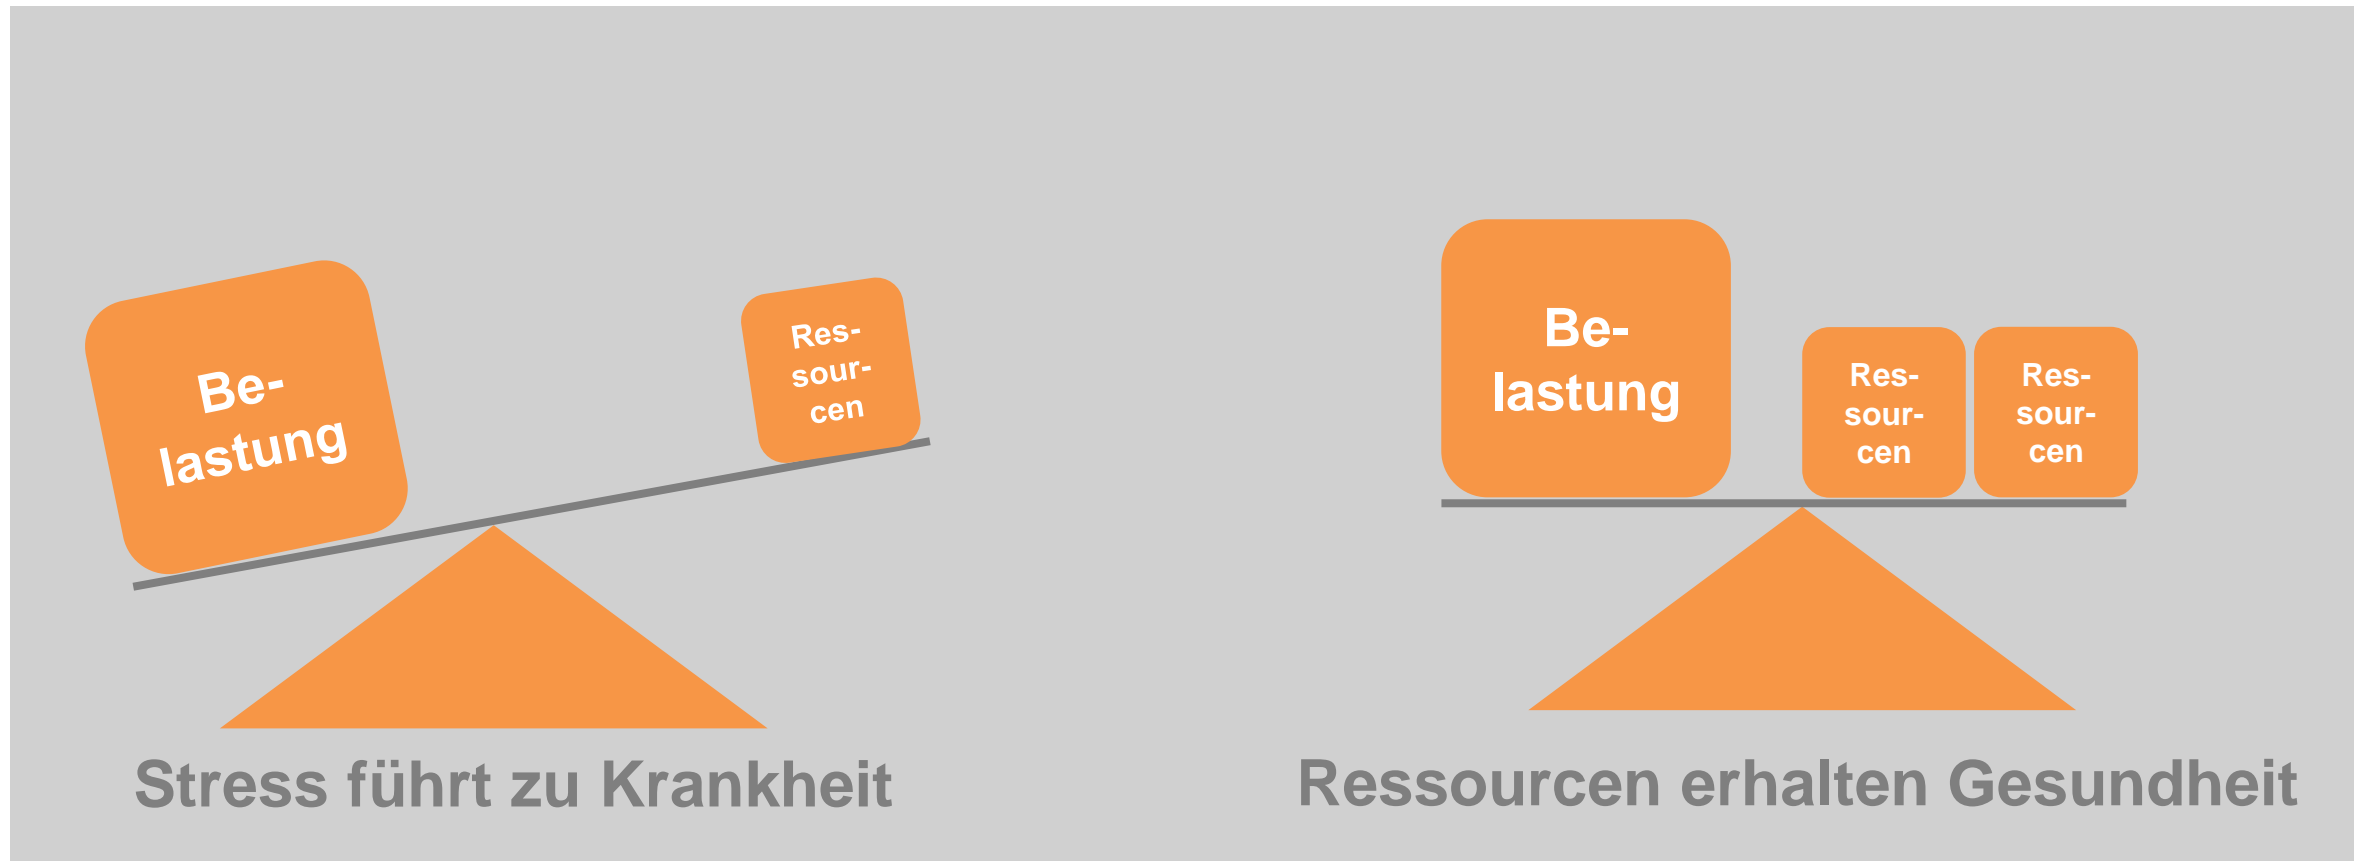 Be-
lastung
Res-
sour-
cen
Stress führt zu Krankheit
Be-
lastung
Res-
sour-
cen
Res-
sour-
cen
Ressourcen erhalten Gesundheit